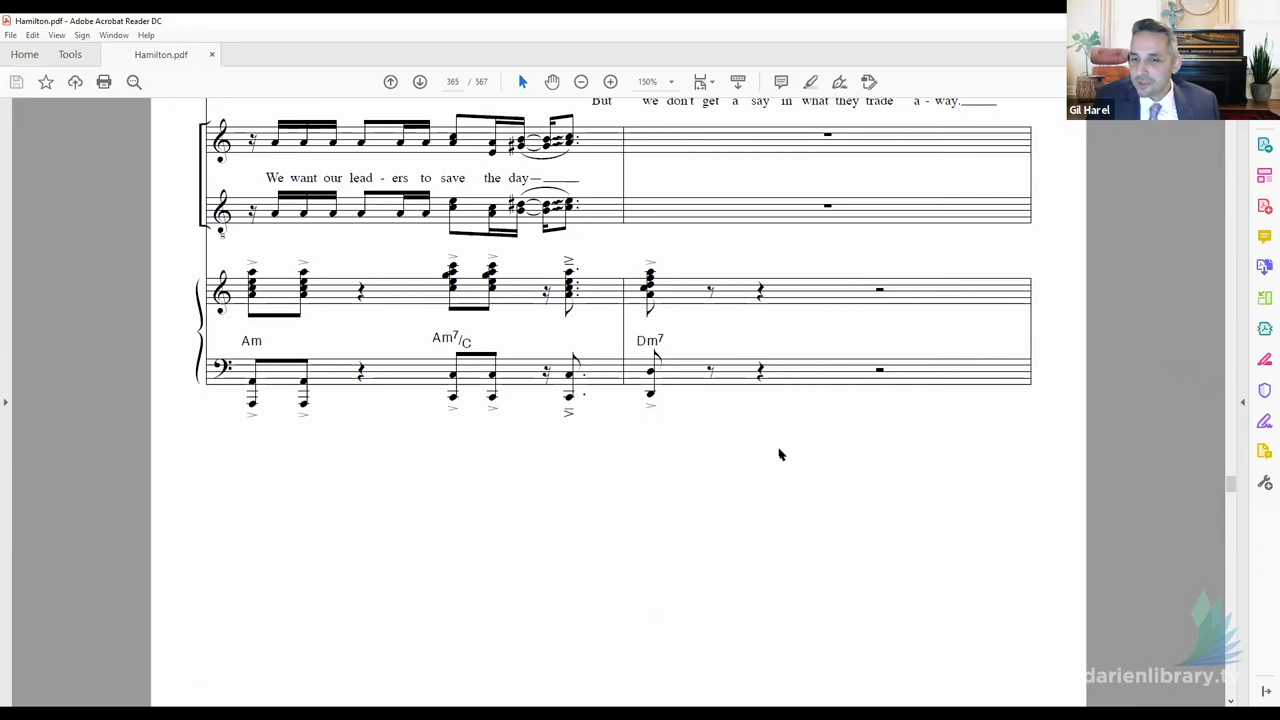 Hamilton.pdf - Adobe Acrobat Reader DC
File Edit View Sign Window Help
Home Tools Hamilton.pdf ×
365 / 567 150%
Gil Harel
But we don't get a say in what they trade a - way.
We want our lead - ers to save the day
Am Am7/C Dm7
darienlibrary.tv